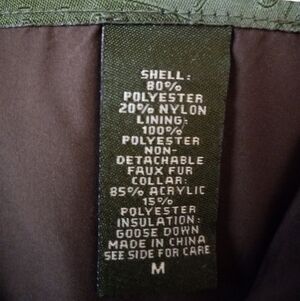 SHELL:
80%
POLYESTER
20% NYLON
LINING:
100%
POLYESTER
NON-
DETACHABLE
FAUX FUR
COLLAR:
85% ACRYLIC
15%
POLYESTER
INSULATION:
GOOSE DOWN
MADE IN CHINA
SEE SIDE FOR CARE
M